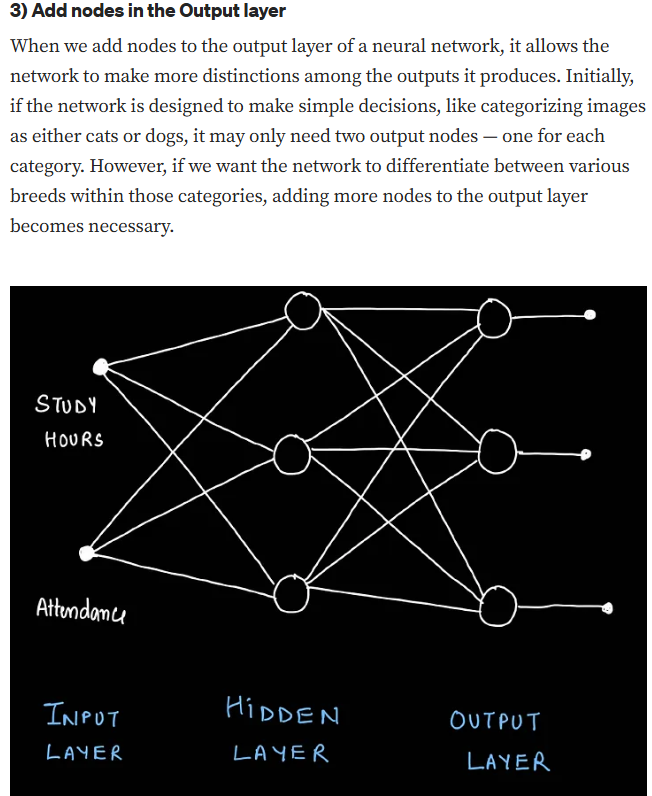 3) Add nodes in the Output layer
When we add nodes to the output layer of a neural network, it allows the
network to make more distinctions among the outputs it produces. Initially,
if the network is designed to make simple decisions, like categorizing images
as either cats or dogs, it may only need two output nodes — one for each
category. However, if we want the network to differentiate between various
breeds within those categories, adding more nodes to the output layer
becomes necessary.
STUDY
HOURS
Attendance
INPUT
LAYER
HiDDEN
LAYER
OUTPUT
LAYER